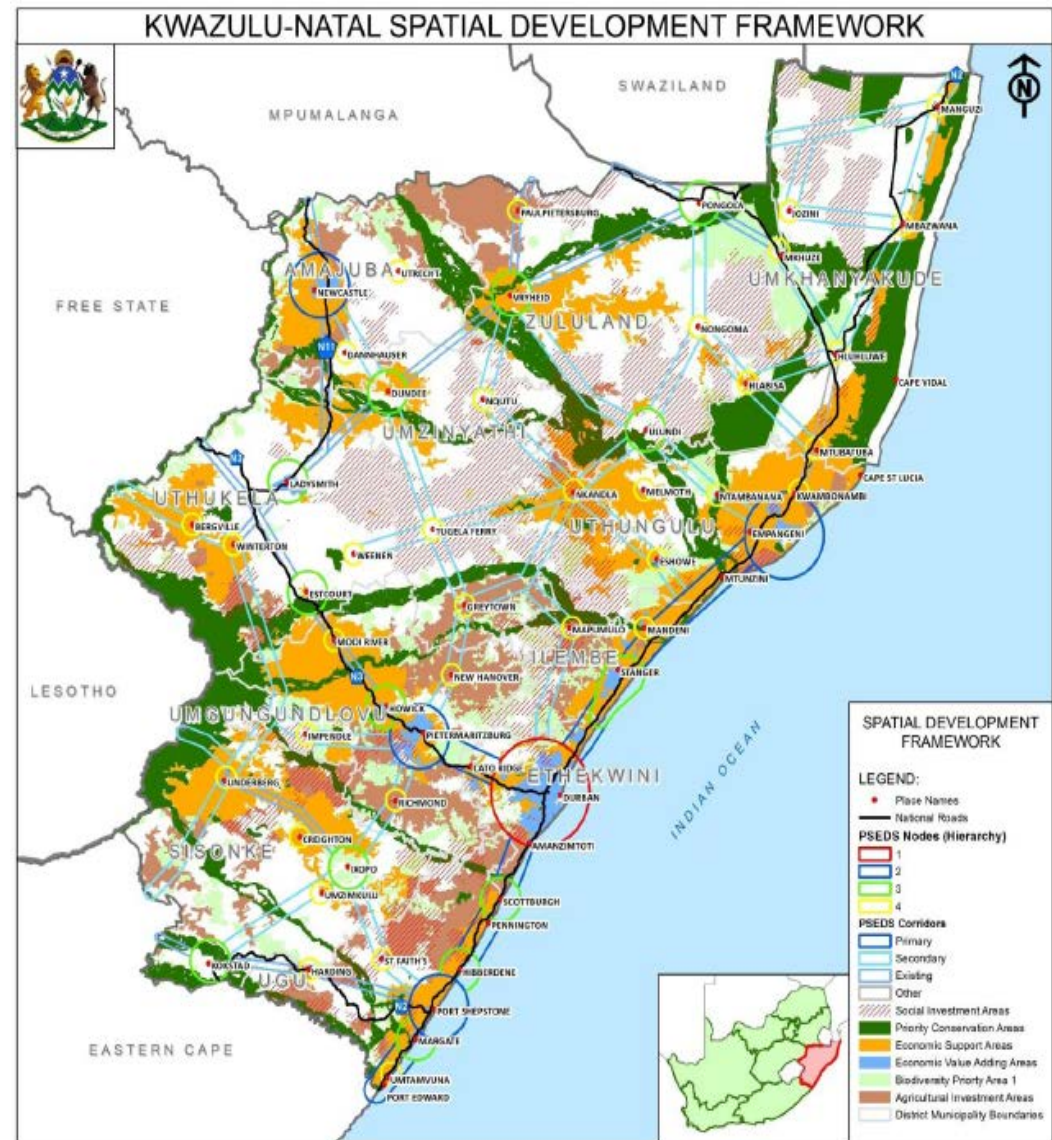 KWAZULU-NATAL SPATIAL DEVELOPMENT FRAMEWORK
SWAZILAND
N
N2
MPUMALANGA
MANGUZI
PAULPIETERSBURG
PONGOLA
JOZINI
MBAZWANA
MKHUZE
AMAJUBA
UTRECHT
UMKHANYAKUDE
NEWCASTLE
VRYHEID
FREE STATE
ZULULAND
NONGOMA
N11
DANNHAUSER
HLUHLUWE
DUNDEE
HLABISA
CAPE VIDAL
NQUTU
UMZINYATHI
ULUNDI
MTUBATUBA
N3
CAPE ST LUCIA
LADYSMITH
UTHUKELA
NKANDLA
MELMOTH
NTAMBANANA
KWAMBONAMBI
BERGVILLE
TUGELA FERRY
UTHUNGULU
EMPANGENI
WINTERTON
WEENEN
ESHOWE
MTUNZINI
ESTCOURT
GREYTOWN
MAPUMULO
MANDENI
MOOI RIVER
ILEMBE
STANGER
NEW HANOVER
LESOTHO
N3
UMGUNGUNDLOVU
HOWICK
IMPENDLE
PIETERMARITZBURG
CATO RIDGE
ETHEKWINI
UNDERBERG
DURBAN
RICHMOND
INDIAN OCEAN
CREIGHTON
AMANZIMTOTI
SISONKE
IXOPO
UMZIMKULU
SCOTTBURGH
PENNINGTON
ST FAITH'S
KOKSTAD
HARDING
HIBBERDENE
UGU
N2
PORT SHEPSTONE
MARGATE
EASTERN CAPE
UMTAMVUNA
PORT EDWARD
SPATIAL DEVELOPMENT
FRAMEWORK
LEGEND:
Plase Names
National Roads
PSEDS Nodes (Hierarchy)
1
2
3
4
PSEDS Corridors
Primary
Secondary
Existing
Other
Social Investment Areas
Priority Conservation Areas
Economic Support Areas
Economic Value Adding Areas
Biodiversity Priorty Area 1
Agricultural Investment Areas
District Municipality Boundaries